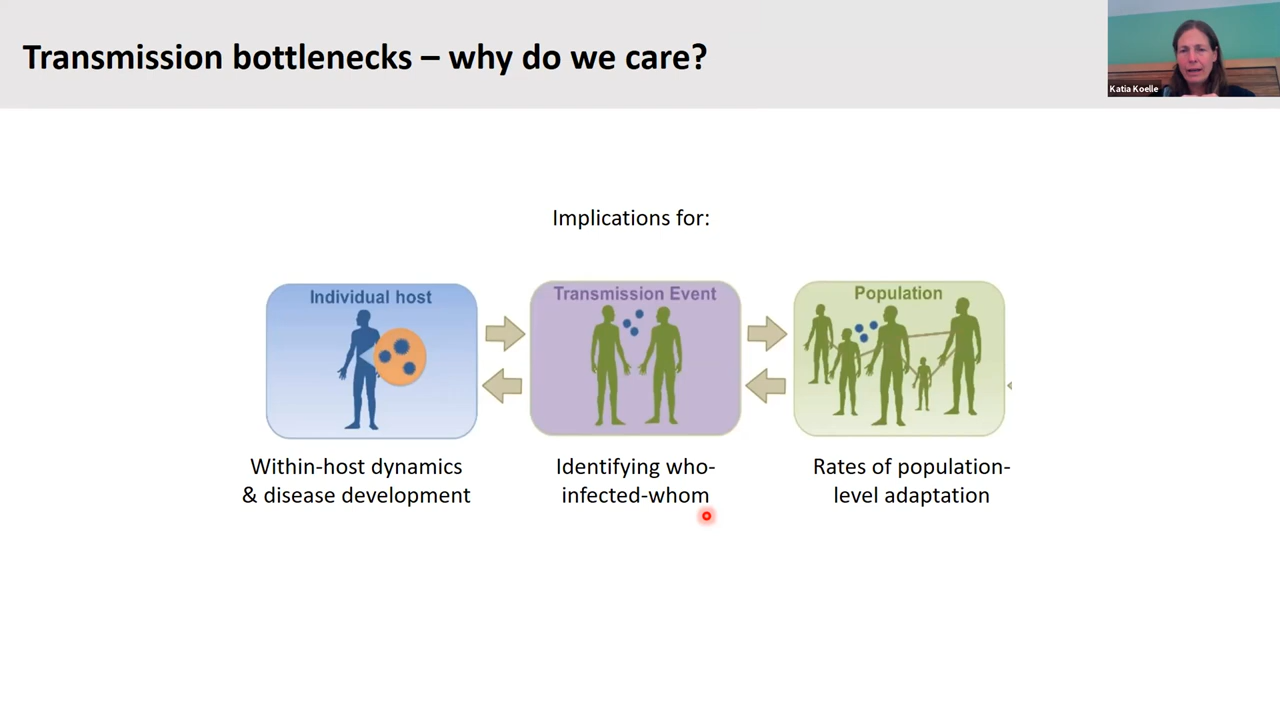 Transmission bottlenecks – why do we care?
Katia Koelle
Implications for:
Individual host
Transmission Event
Population
Within-host dynamics
& disease development
Identifying who-
infected-whom
Rates of population-
level adaptation